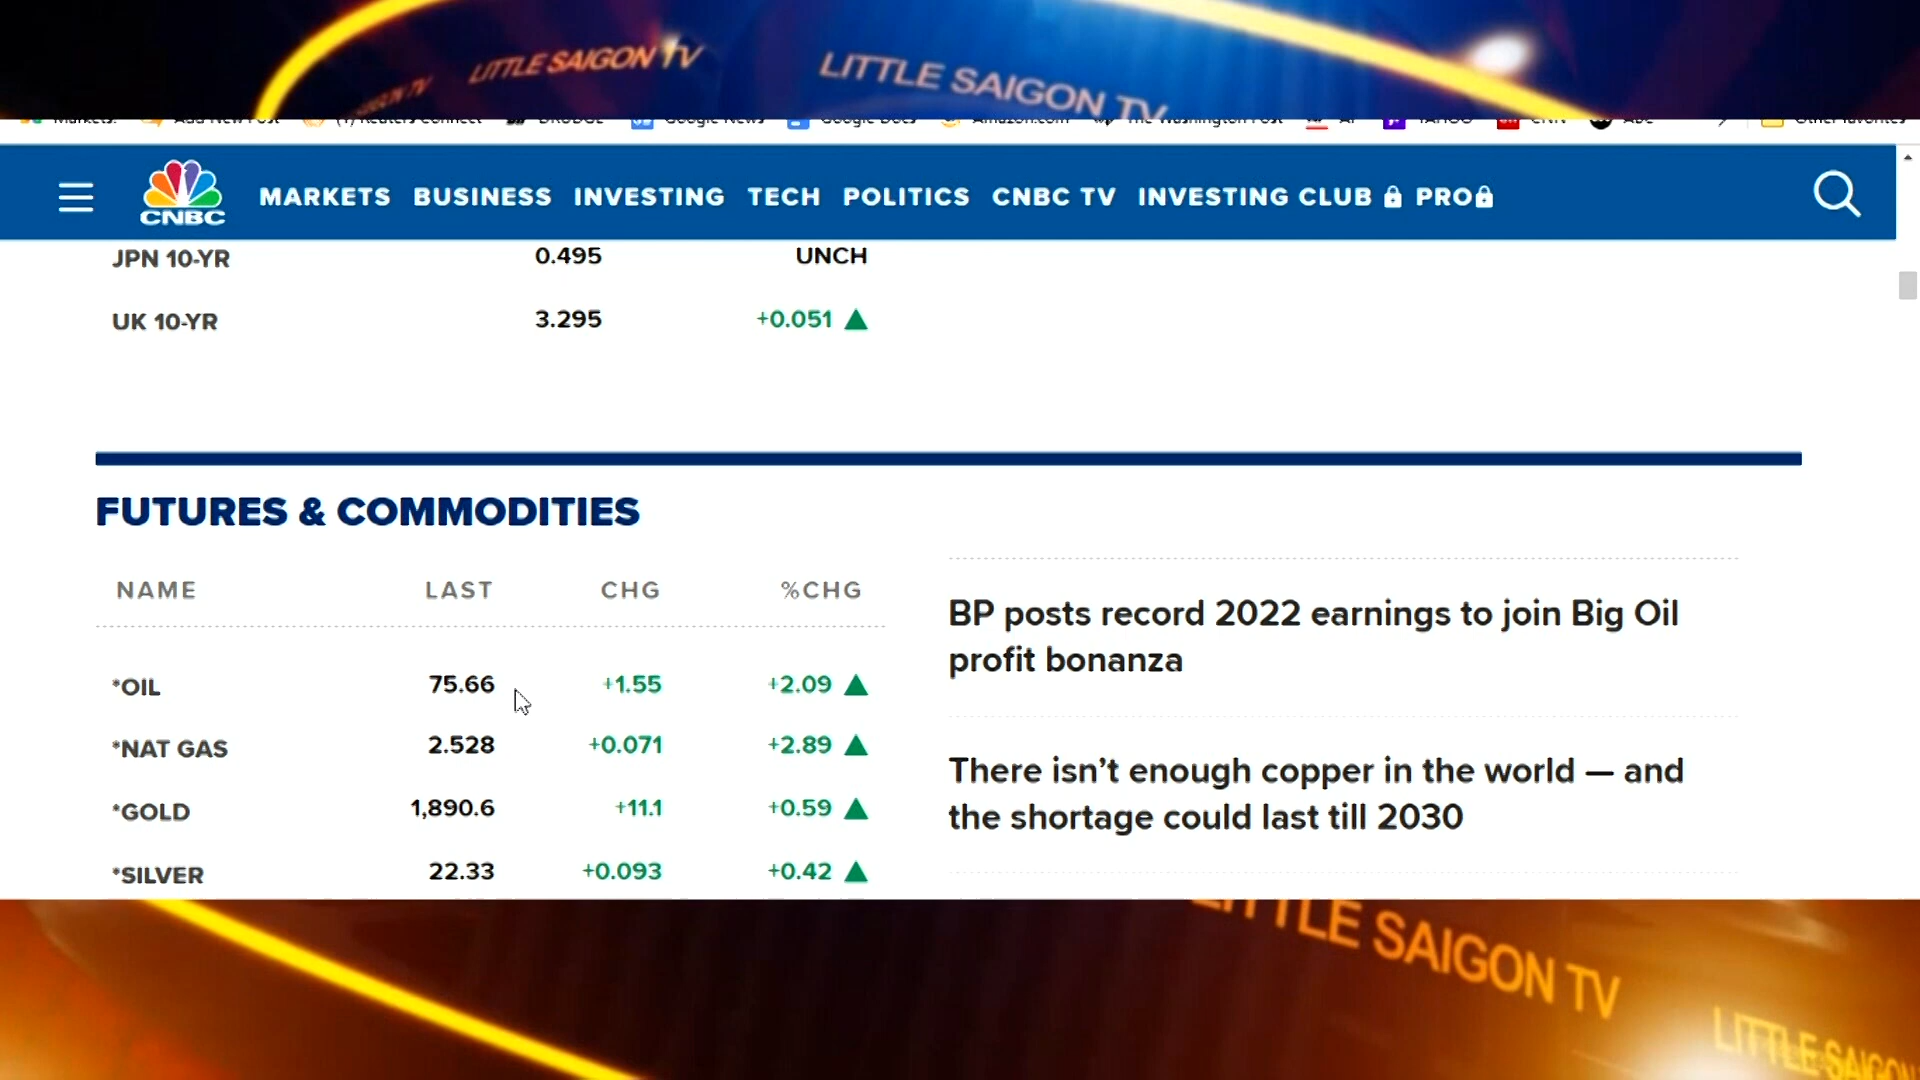 LITTLE SAIGON TV
LITTLE SAIGON TV
CNBC
MARKETS BUSINESS INVESTING TECH POLITICS CNBC TV INVESTING CLUB PRO
JPN 10-YR 0.495 UNCH
UK 10-YR 3.295 +0.051
FUTURES & COMMODITIES
NAME LAST CHG %CHG
*OIL 75.66 +1.55 +2.09
*NAT GAS 2.528 +0.071 +2.89
*GOLD 1,890.6 +11.1 +0.59
*SILVER 22.33 +0.093 +0.42
BP posts record 2022 earnings to join Big Oil
profit bonanza
There isn’t enough copper in the world — and
the shortage could last till 2030
LITTLE SAIGON TV
LITTLE SAIGON